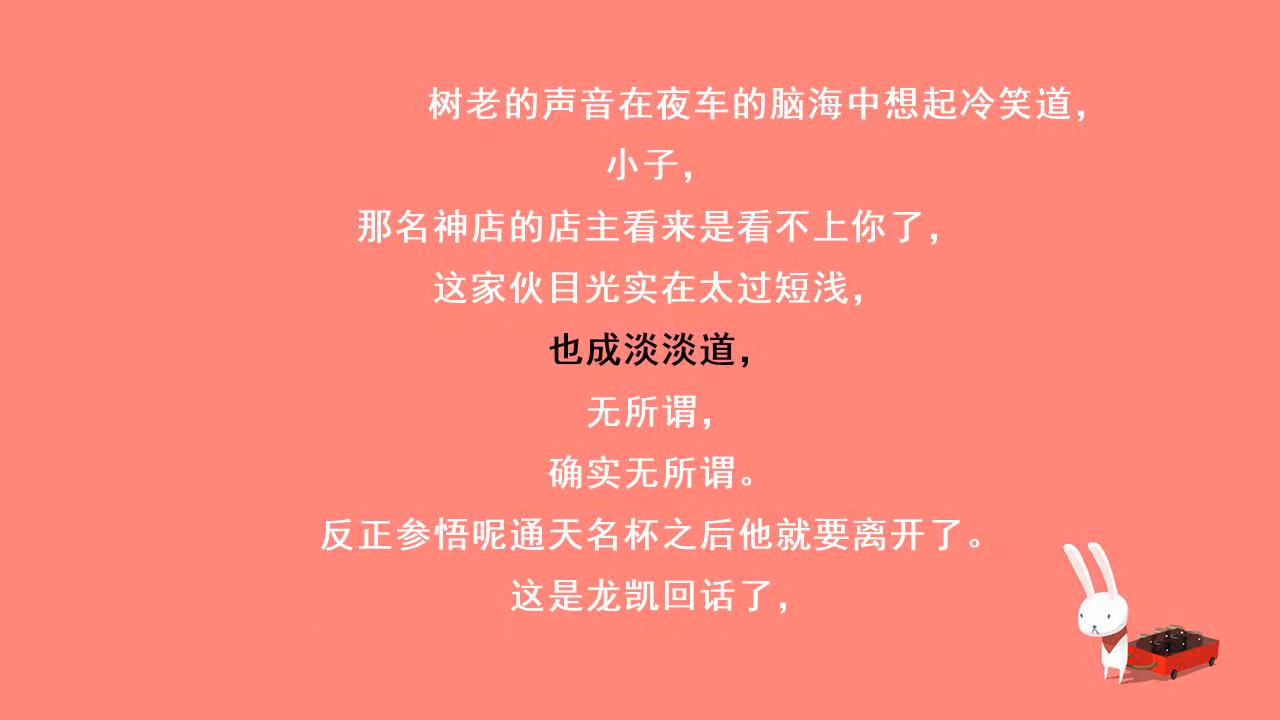 树老的声音在夜车的脑海中想起冷笑道，
小子，
那名神店的店主看来是看不上你了，
这家伙目光实在太过短浅，
也成淡淡道，
无所谓，
确实无所谓。
反正参悟呢通天名杯之后他就要离开了。
这是龙凯回话了，